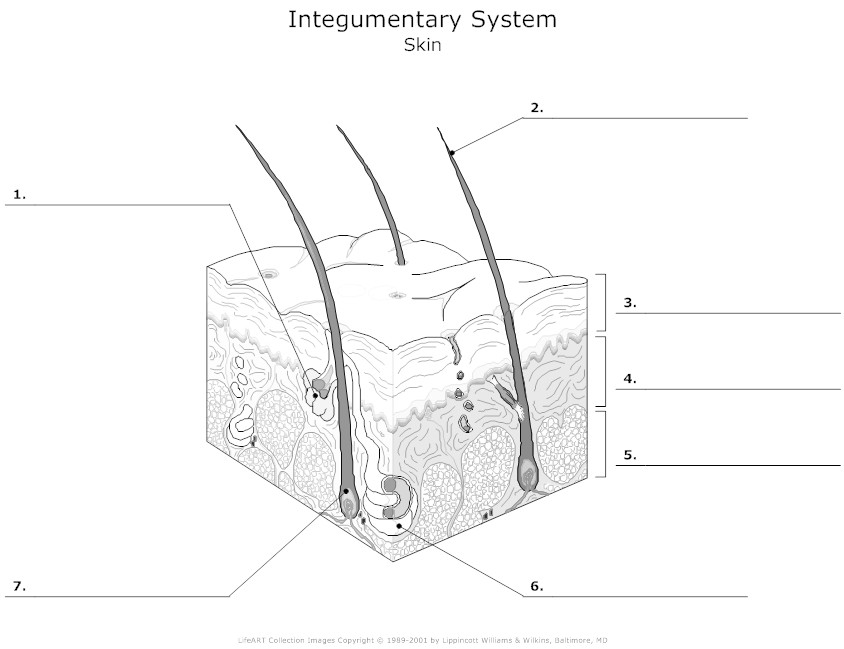 Integumentary System
Skin
2.
1.
3.
4.
5.
7.
6.
LifeART Collection Images Copyright © 1989-2001 by Lippincott Williams & Wilkins, Baltimore, MD